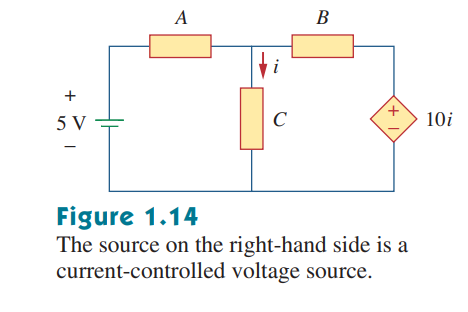 A
B
i
+
5 V
−
C
+
−
10i
Figure 1.14
The source on the right-hand side is a
current-controlled voltage source.